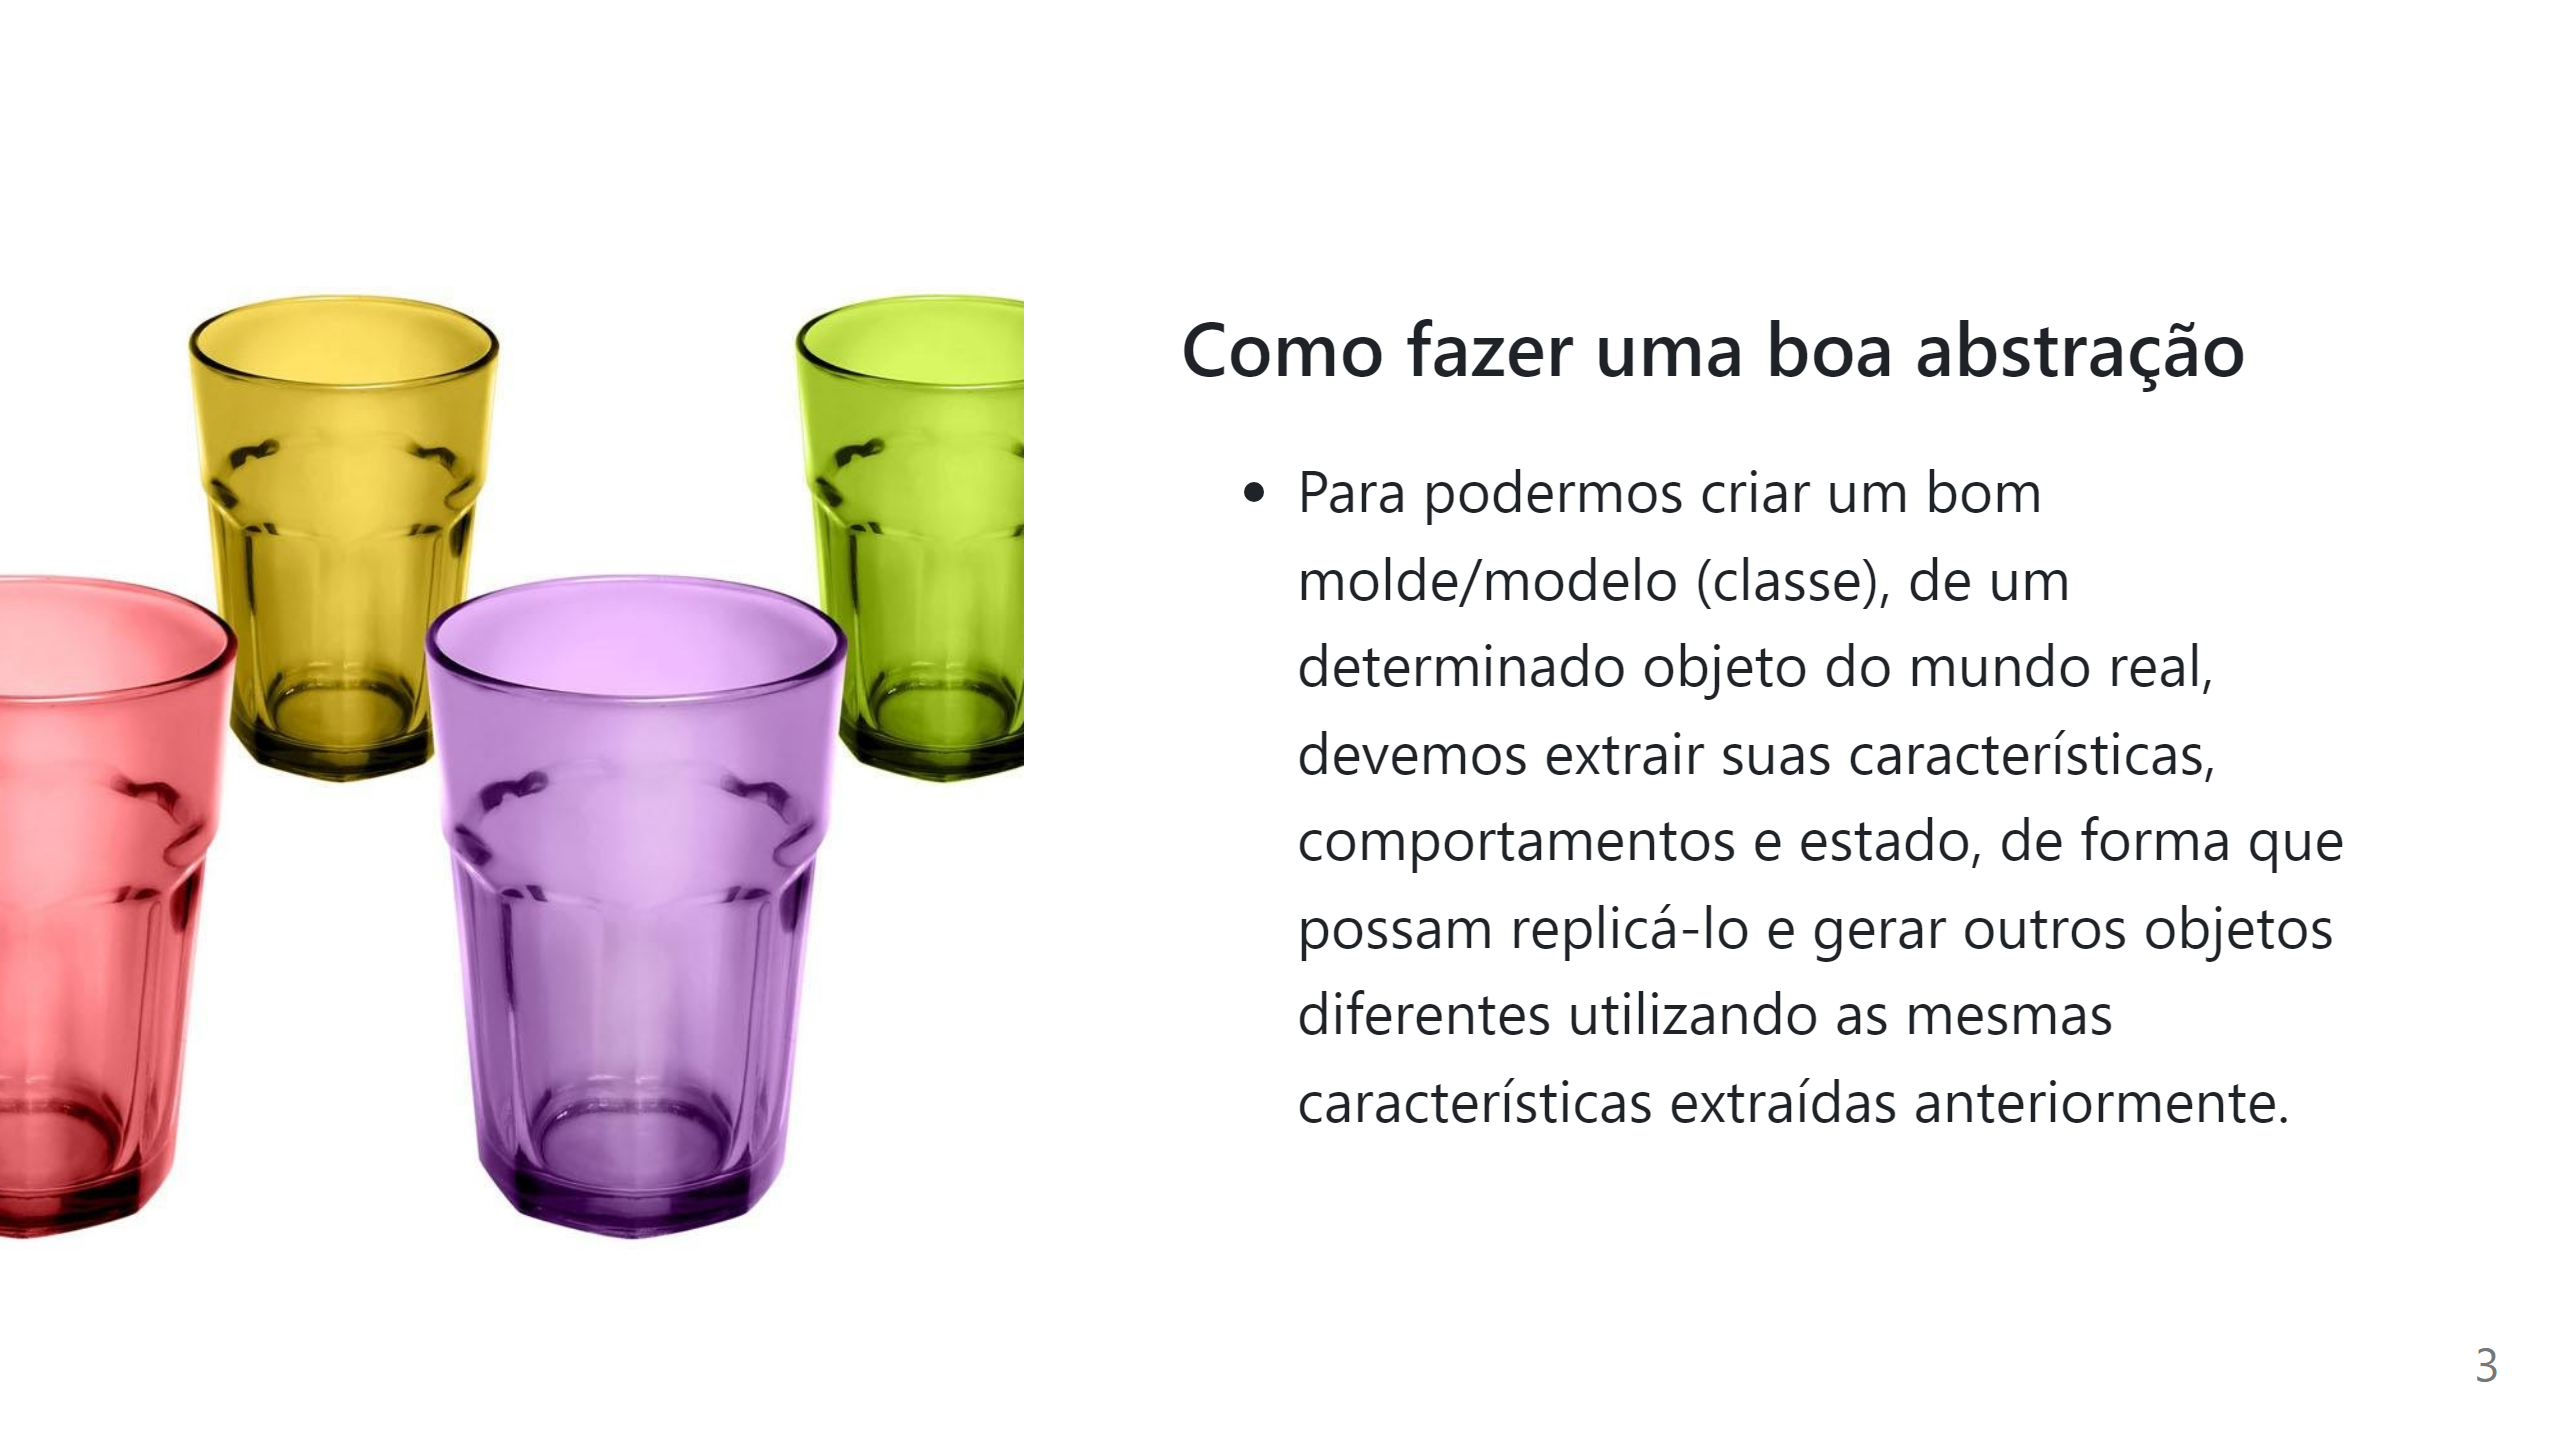 Como fazer uma boa abstração
• Para podermos criar um bom
molde/modelo (classe), de um
determinado objeto do mundo real,
devemos extrair suas características,
comportamentos e estado, de forma que
possam replicá-lo e gerar outros objetos
diferentes utilizando as mesmas
características extraídas anteriormente.
3